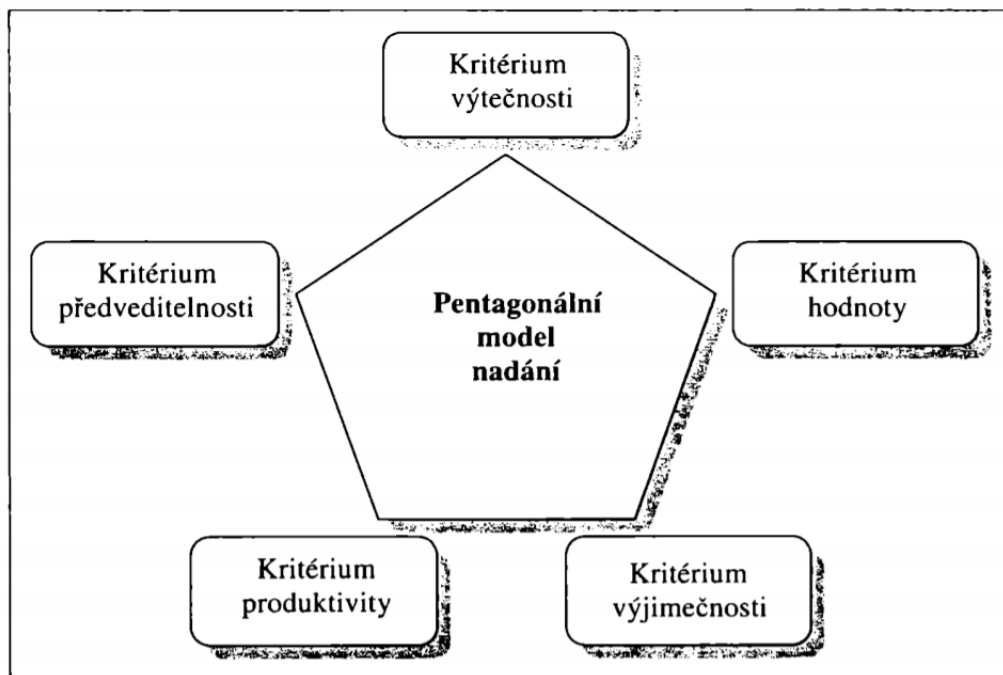 Kritérium
výtečnosti
Kritérium
předveditelnosti
Pentagonální
model
nadání
Kritérium
hodnoty
Kritérium
produktivity
Kritérium
výjimečnosti